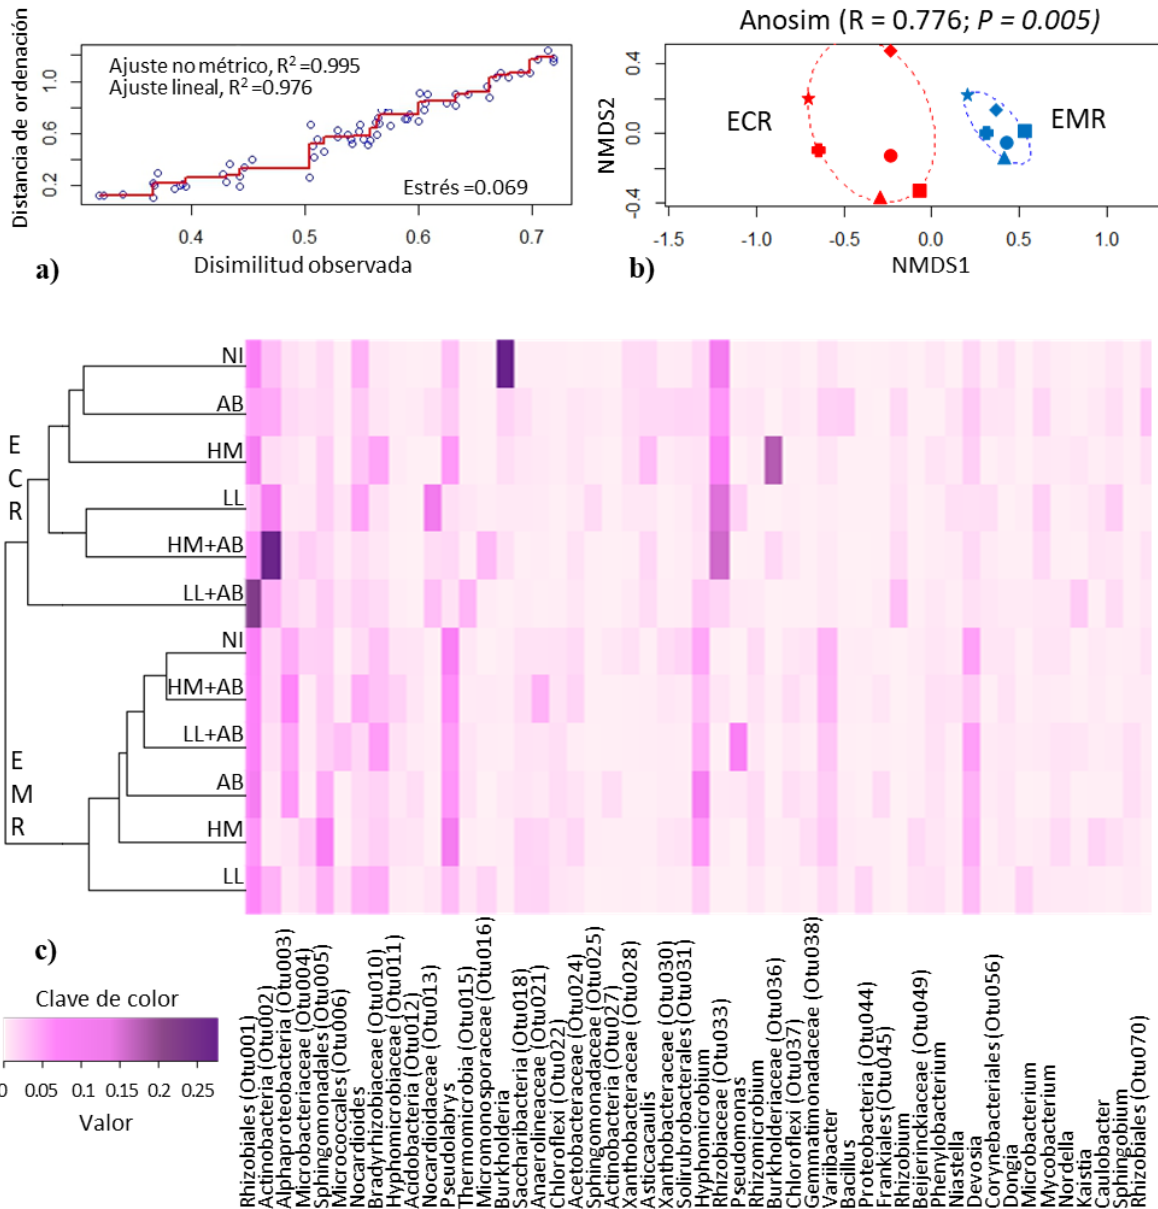 Anosim (R = 0.776; P = 0.005)
Ajuste no métrico, R2 =0.995
Ajuste lineal, R2 =0.976
Estrés =0.069
Distancia de ordenación
0.2
0.6
1.0
0.4
0.5
0.6
0.7
Disimilitud observada
a)
ECR
EMR
NMDS2
0.4
0.0
-0.4
-1.5
-1.0
-0.5
0.0
0.5
1.0
NMDS1
b)
ECR
NI
AB
HM
LL
HM+AB
LL+AB
EMR
NI
HM+AB
LL+AB
AB
HM
LL
c)
Clave de color
0
0.05
0.1
0.15
0.2
0.25
Valor
Rhizobiales (Otu001)
Actinobacteria (Otu002)
Alphaproteobacteria (Otu003)
Microbacteriaceae (Otu004)
Sphingomonadales (Otu005)
Micrococcales (Otu006)
Nocardioides
Bradyrhizobiaceae (Otu010)
Hyphomicrobiaceae (Otu011)
Acidobacteria (Otu012)
Nocardioidaceae (Otu013)
Pseudolabrys
Thermomicrobia (Otu015)
Micromonosporaceae (Otu016)
Burkholderia
Saccharibacteria (Otu018)
Anaerolineaceae (Otu021)
Chloroflexi (Otu022)
Acetobacteraceae (Otu024)
Sphingomonadaceae (Otu025)
Actinobacteria (Otu027)
Xanthobacteraceae (Otu028)
Asticcacaulis
Xanthobacteraceae (Otu030)
Solirubrobacterales (Otu031)
Hyphomicrobium
Rhizobiaceae (Otu033)
Pseudomonas
Rhizomicrobium
Burkholderiaceae (Otu036)
Chloroflexi (Otu037)
Gemmatimonadaceae (Otu038)
Variibacter
Bacillus
Proteobacteria (Otu044)
Frankiales (Otu045)
Rhizobium
Beijerinckiaceae (Otu049)
Phenylobacterium
Niastella
Devosia
Corynebacteriales (Otu056)
Dongia
Microbacterium
Mycobacterium
Nordella
Kaistia
Caulobacter
Sphingobium
Rhizobiales (Otu070)